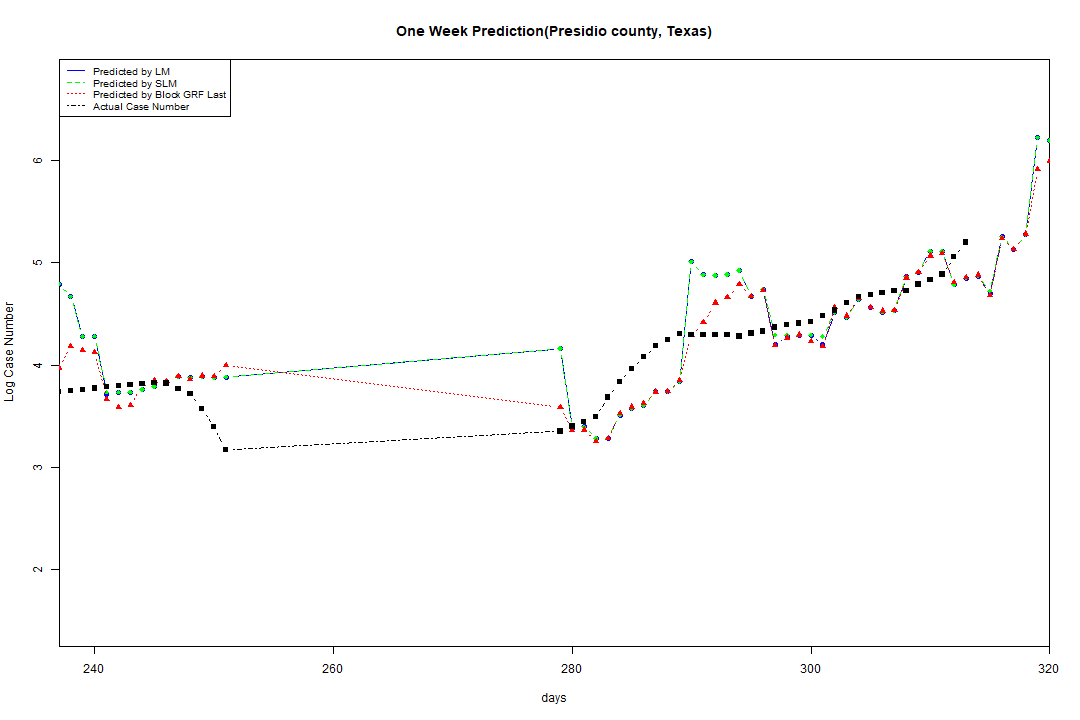 One Week Prediction(Presidio county, Texas)
Predicted by LM
Predicted by SLM
Predicted by Block GRF Last
Actual Case Number
6
5
4
3
2
Log Case Number
240
260
280
300
320
days